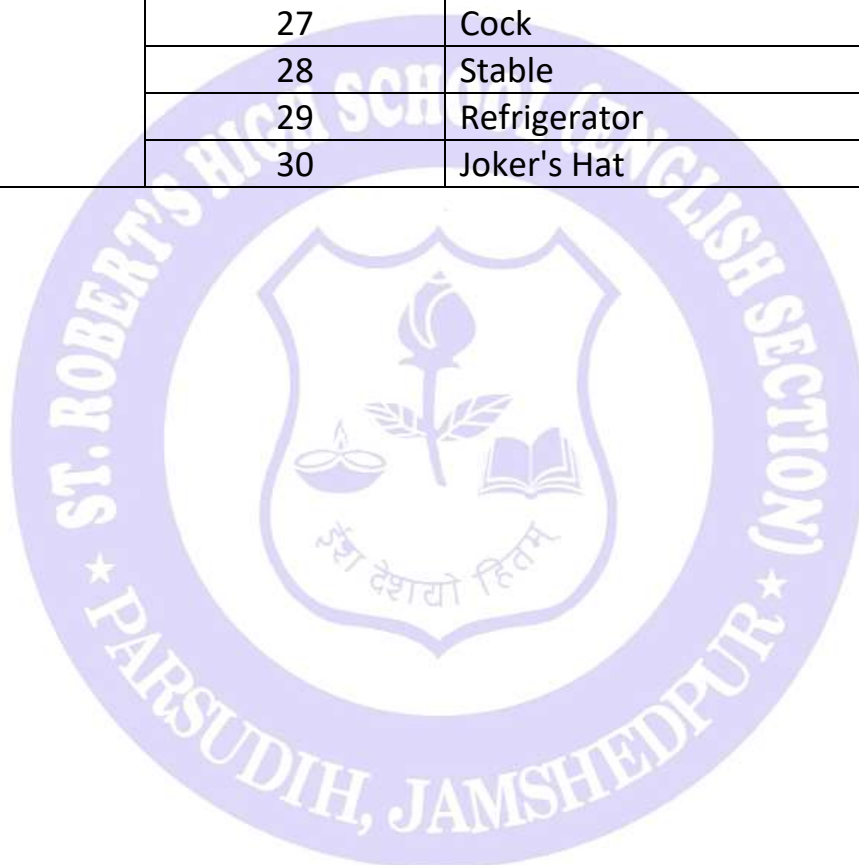 27 Cock
28 Stable
29 Refrigerator
30 Joker's Hat
ST. ROBERT'S HIGH SCHOOL (ENGLISH SECTION)
ईश देशयो हितम्
* PARSUDIH, JAMSHEDPUR *